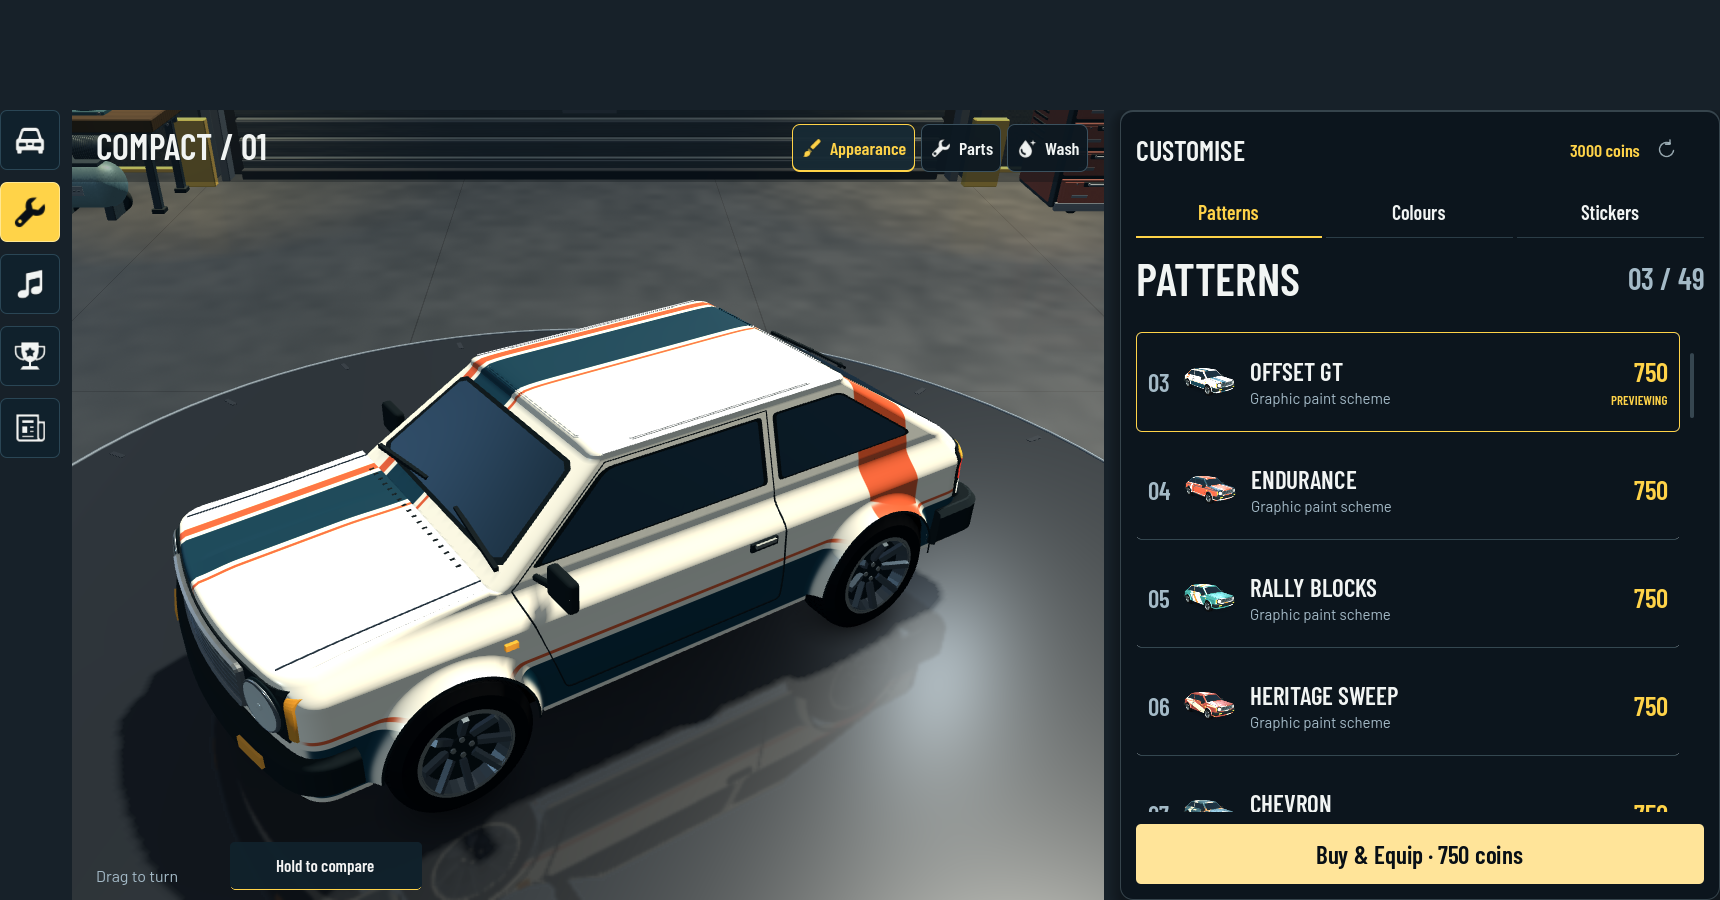 COMPACT / 01
Appearance
Parts
Wash
Drag to turn
Hold to compare
CUSTOMISE
3000 coins
Patterns
Colours
Stickers
PATTERNS
03 / 49
03
OFFSET GT
Graphic paint scheme
750
PREVIEWING
04
ENDURANCE
Graphic paint scheme
750
05
RALLY BLOCKS
Graphic paint scheme
750
06
HERITAGE SWEEP
Graphic paint scheme
750
07
CHEVRON
750
Buy & Equip · 750 coins